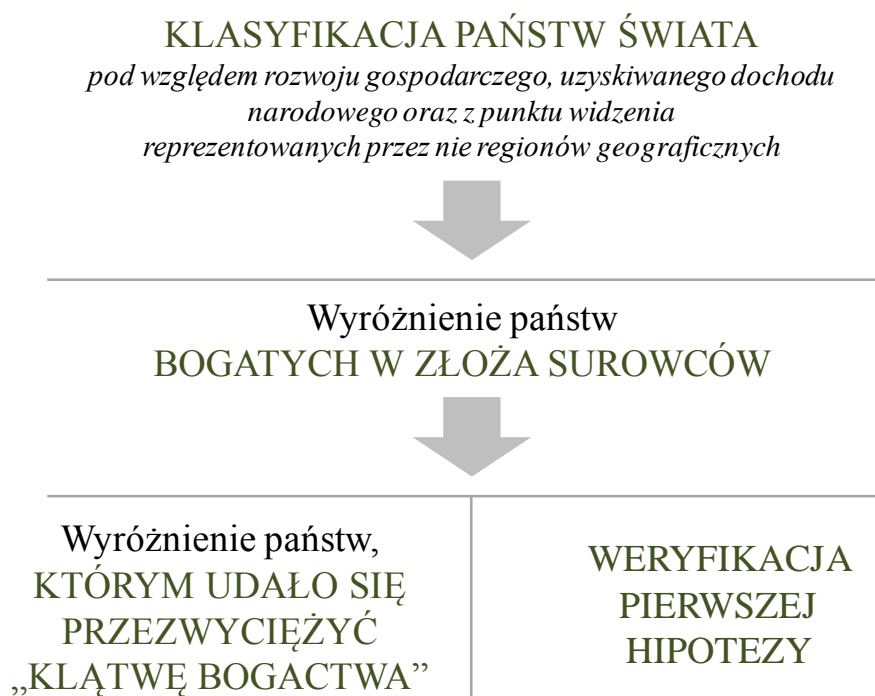 KLASYFIKACJA PAŃSTW ŚWIATA
pod względem rozwoju gospodarczego, uzyskiwanego dochodu
narodowego oraz z punktu widzenia
reprezentowanych przez nie regionów geograficznych
Wyróżnienie państw
BOGATYCH W ZŁOŻA SUROWCÓW
Wyróżnienie państw,
KTÓRYM UDAŁO SIĘ
PRZEZWYCIĘŻYĆ
„KLĄTWĘ BOGACTWA”
WERYFIKACJA
PIERWSZEJ
HIPOTEZY